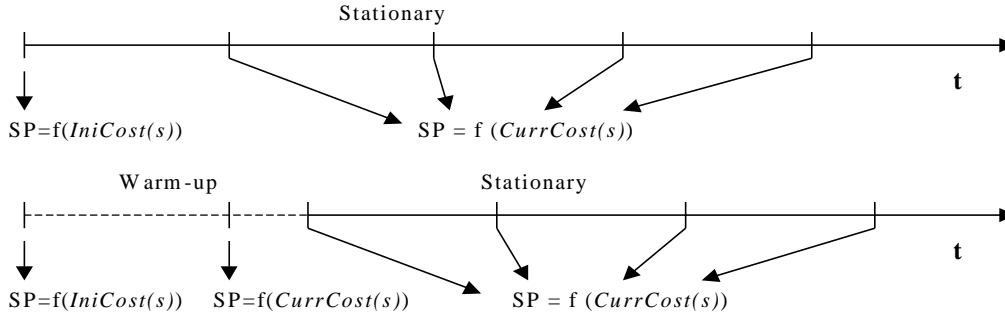 Stationary
t
SP=f(IniCost(s))
SP = f (CurrCost(s))
Warm-up
Stationary
t
SP=f(IniCost(s))
SP=f(CurrCost(s))
SP = f (CurrCost(s))